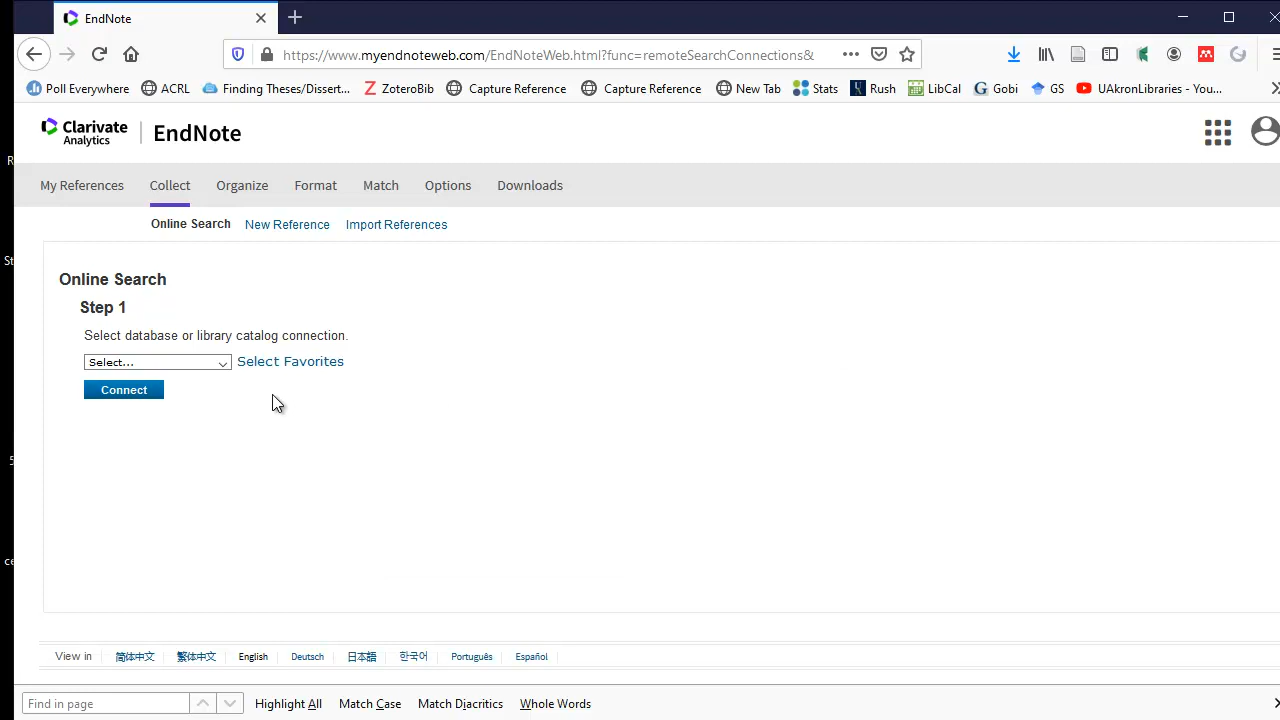 EndNote
https://www.myendnoteweb.com/EndNoteWeb.html?func=remoteSearchConnections&
Poll Everywhere ACRL Finding Theses/Dissert... ZoteroBib Capture Reference Capture Reference New Tab Stats Rush LibCal Gobi GS UAkronLibraries - You...
Clarivate Analytics EndNote
My References Collect Organize Format Match Options Downloads
Online Search New Reference Import References
Online Search
Step 1
Select database or library catalog connection.
Select... Select Favorites
Connect
View in 简体中文 繁体中文 English Deutsch 日本語 한국어 Português Español
Find in page Highlight All Match Case Match Diacritics Whole Words